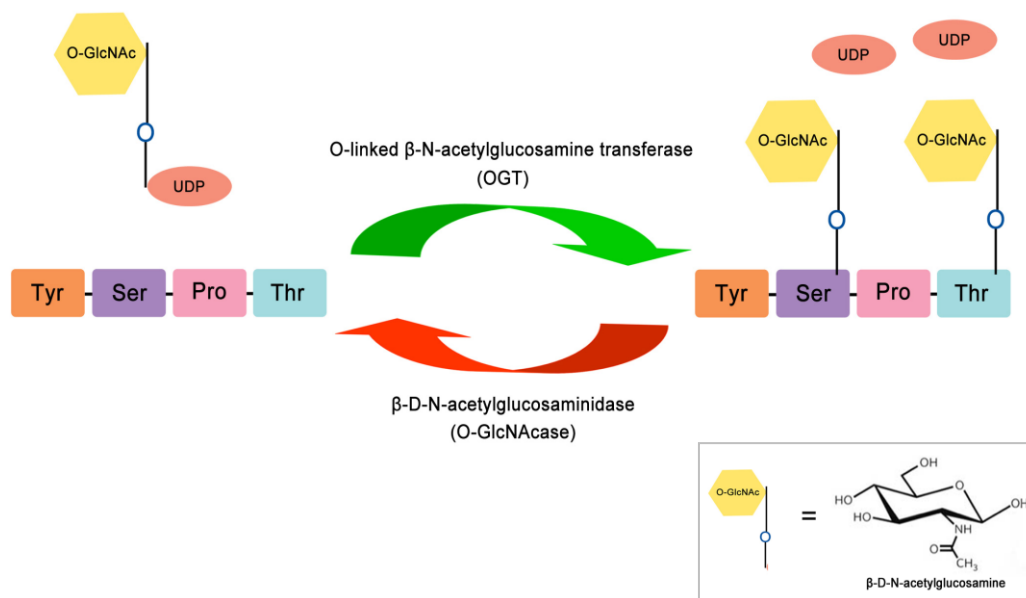 O-GlcNAc
O
UDP
Tyr
Ser
Pro
Thr
O-linked β-N-acetylglucosamine transferase
(OGT)
β-D-N-acetylglucosaminidase
(O-GlcNAcase)
UDP
UDP
O-GlcNAc
O-GlcNAc
O
O
Tyr
Ser
Pro
Thr
O-GlcNAc
O
=
OH
O
HO
HO
OH
NH
O
CH3
β-D-N-acetylglucosamine